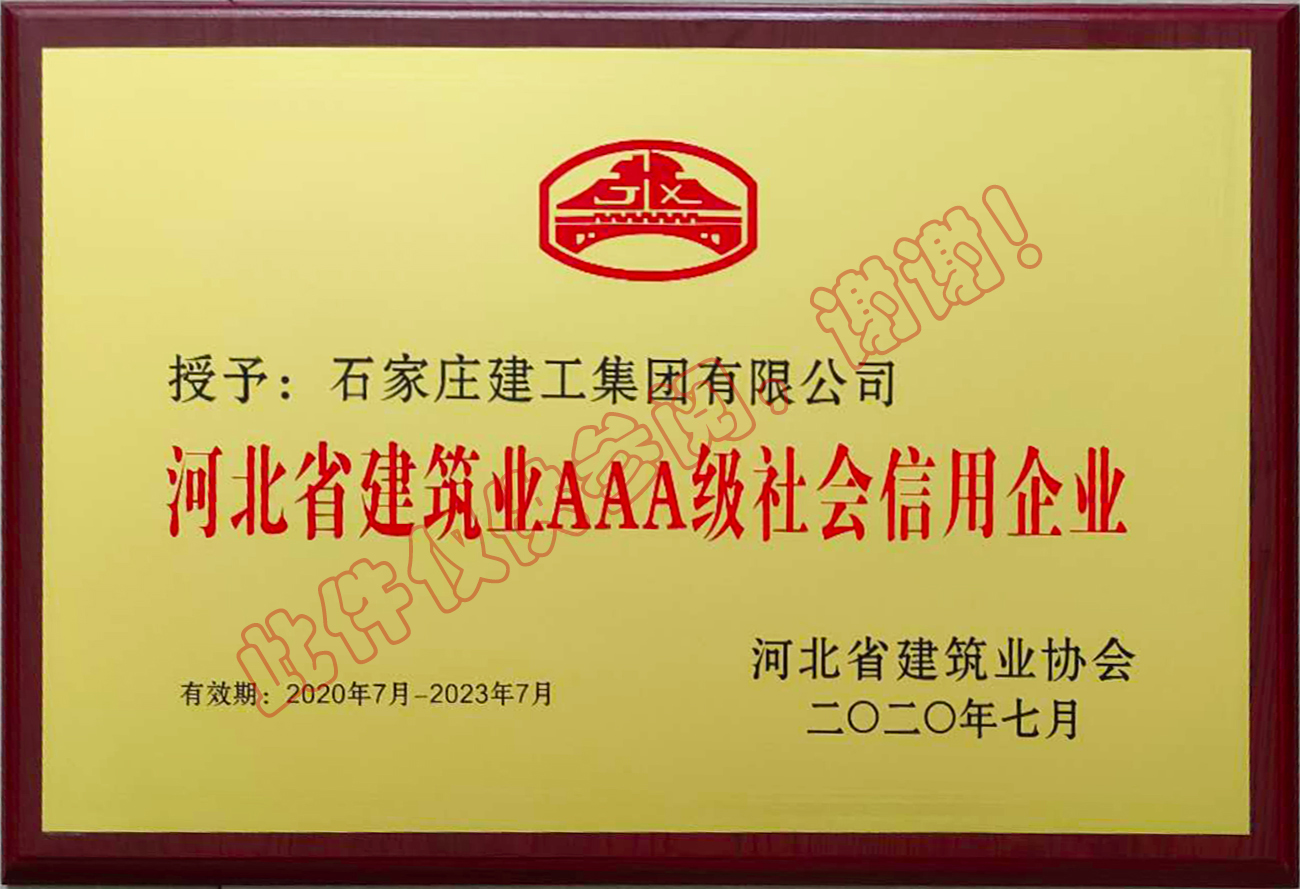 JX
授予：石家庄建工集团有限公司
河北省建筑业AAA级社会信用企业
有效期：2020年7月-2023年7月
河北省建筑业协会
二〇二〇年七月
此件仅供参阅.谢谢！